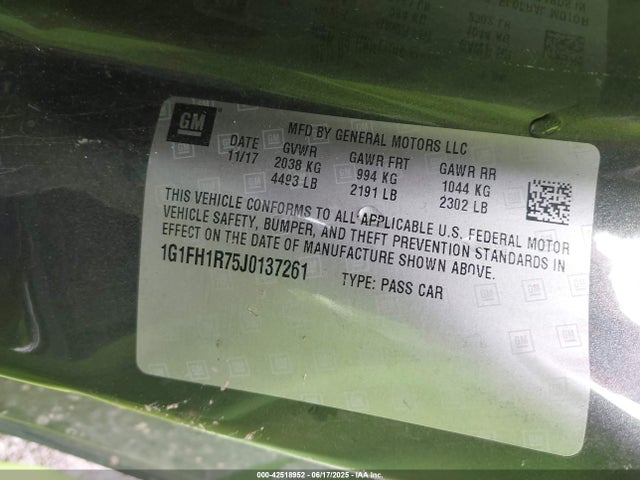 GM
MFD BY GENERAL MOTORS LLC
DATE GVWR GAWR FRT GAWR RR
11/17 2038 KG 994 KG 1044 KG
4493 LB 2191 LB 2302 LB
THIS VEHICLE CONFORMS TO ALL APPLICABLE U.S. FEDERAL MOTOR
VEHICLE SAFETY, BUMPER, AND THEFT PREVENTION STANDARDS IN
EFFECT ON THE DATE OF MANUFACTURE SHOWN ABOVE.
1G1FH1R75J0137261 TYPE: PASS CAR
000-42518952 - 06/17/2025 - IAA Inc.